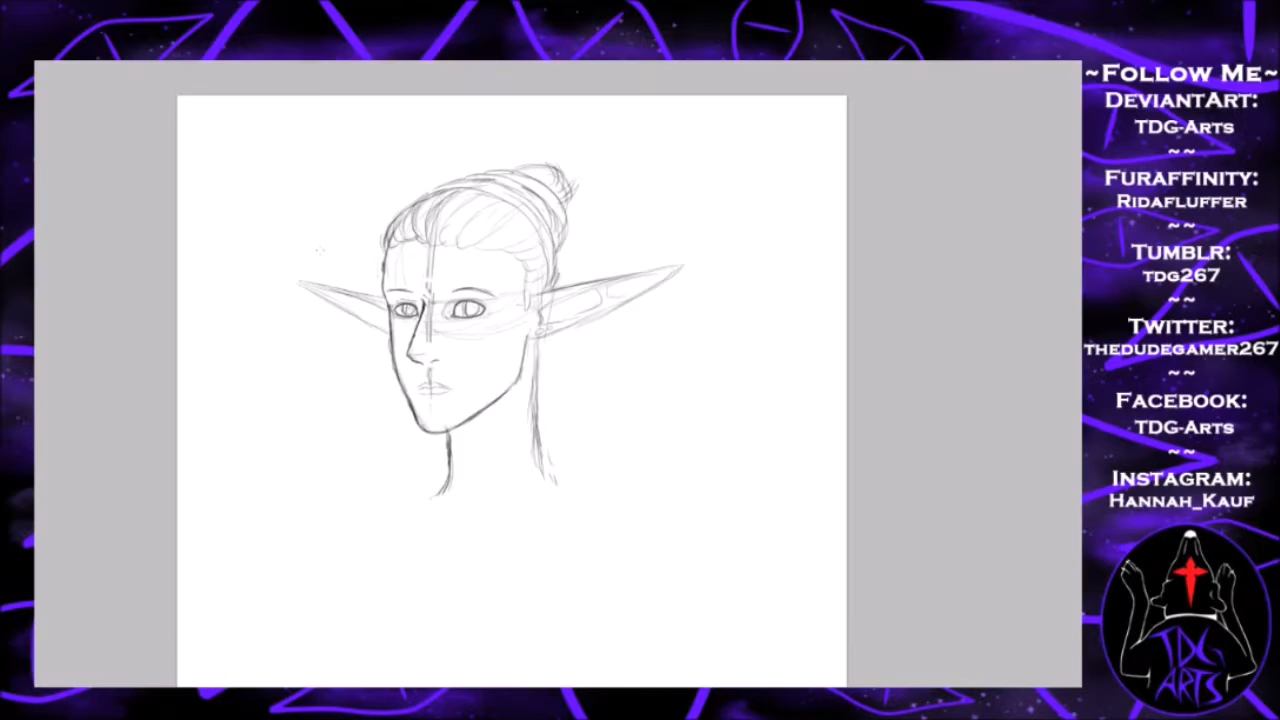 ~Follow Me~
DeviantArt:
TDG-Arts
~ ~
Furaffinity:
Ridafluffer
~ ~
Tumblr:
tdg267
~ ~
Twitter:
thedudegamer267
~ ~
Facebook:
TDG-Arts
~ ~
Instagram:
Hannah_Kauf
TDG
ARTS